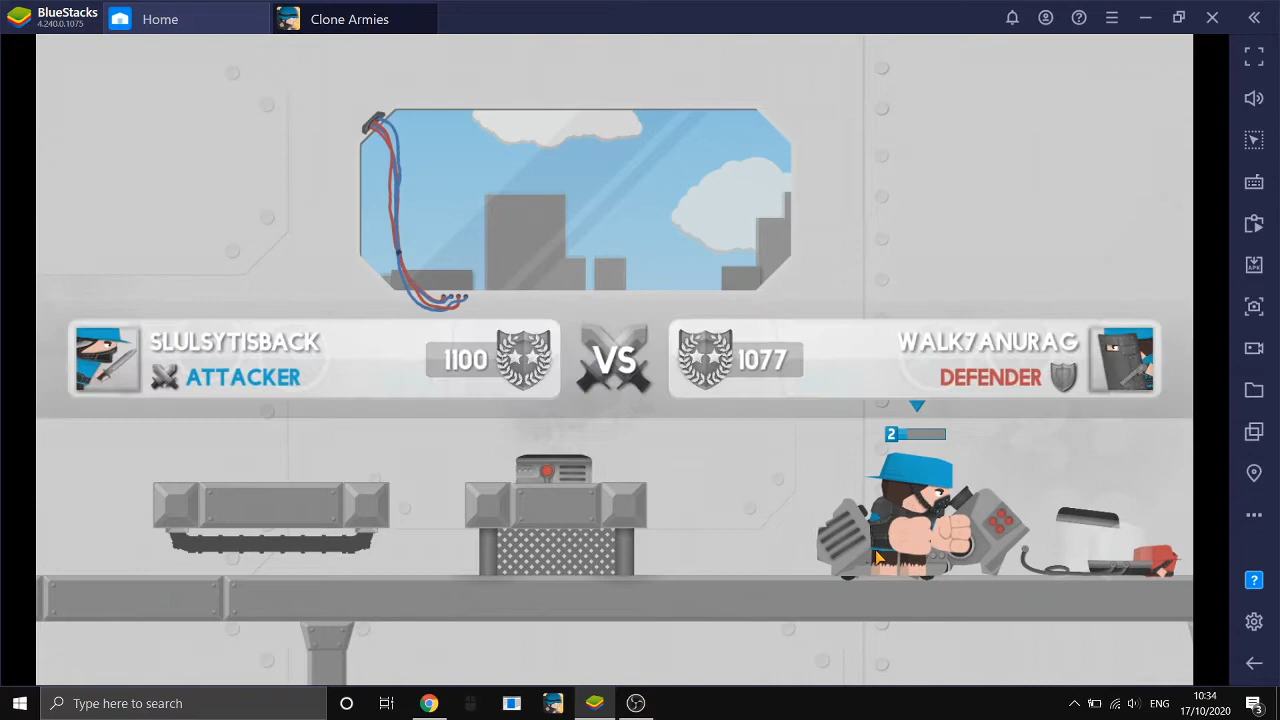 BlueStacks
4.240.0.1075
Home
Clone Armies
SLULSYTISBACK
1100
ATTACKER
VS
1077
WALK7ANURAG
DEFENDER
2
Type here to search
ENG
10:34
17/10/2020
3